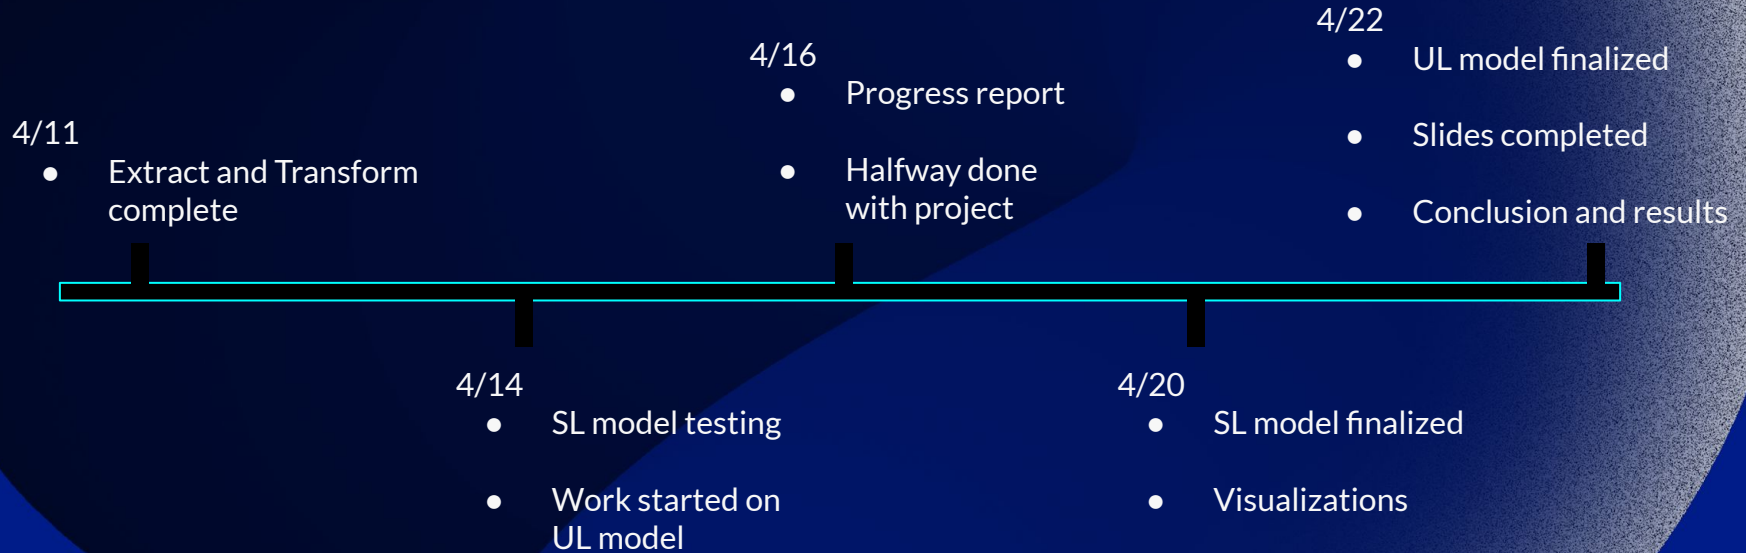 4/11
● Extract and Transform
complete
4/14
● SL model testing
● Work started on
UL model
4/16
● Progress report
● Halfway done
with project
4/20
● SL model finalized
● Visualizations
4/22
● UL model finalized
● Slides completed
● Conclusion and results